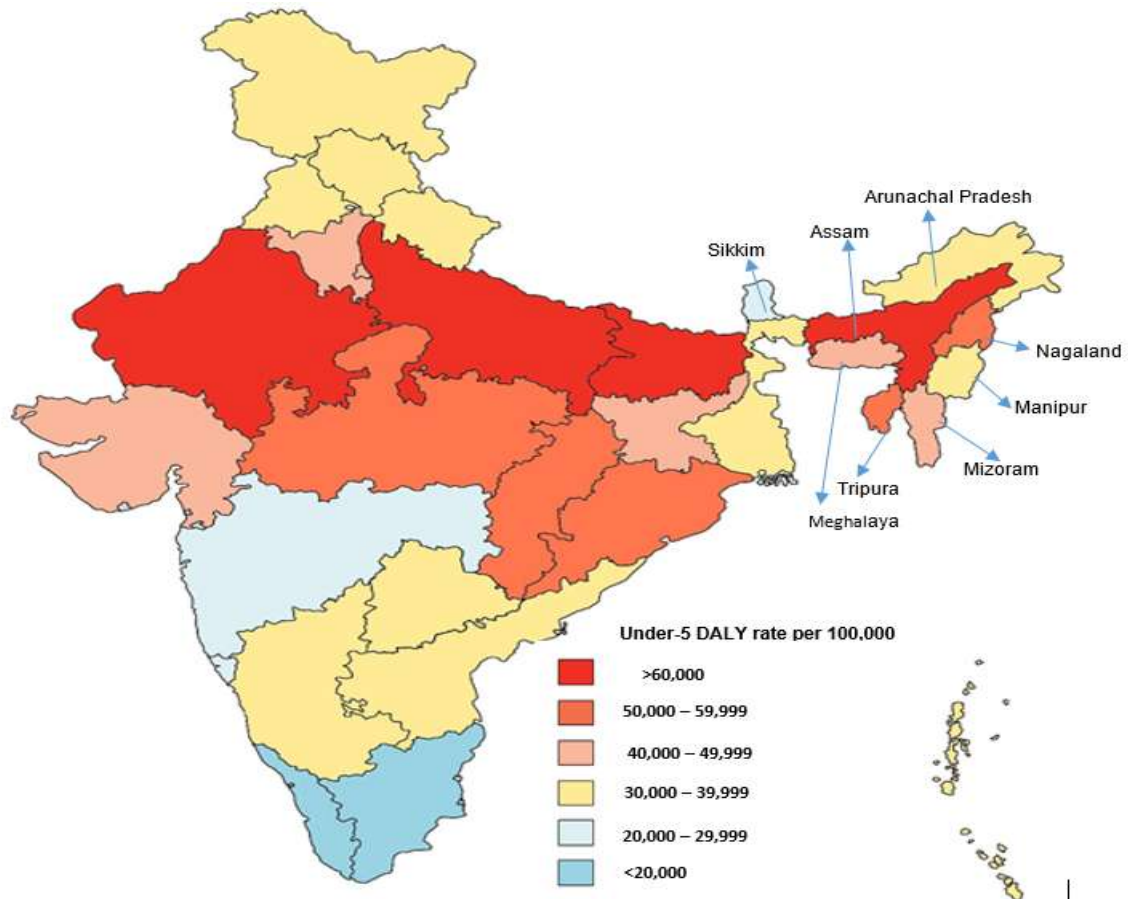 Arunachal Pradesh
Assam
Sikkim
Nagaland
Manipur
Mizoram
Tripura
Meghalaya
Under-5 DALY rate per 100,000
>60,000
50,000 – 59,999
40,000 – 49,999
30,000 – 39,999
20,000 – 29,999
<20,000